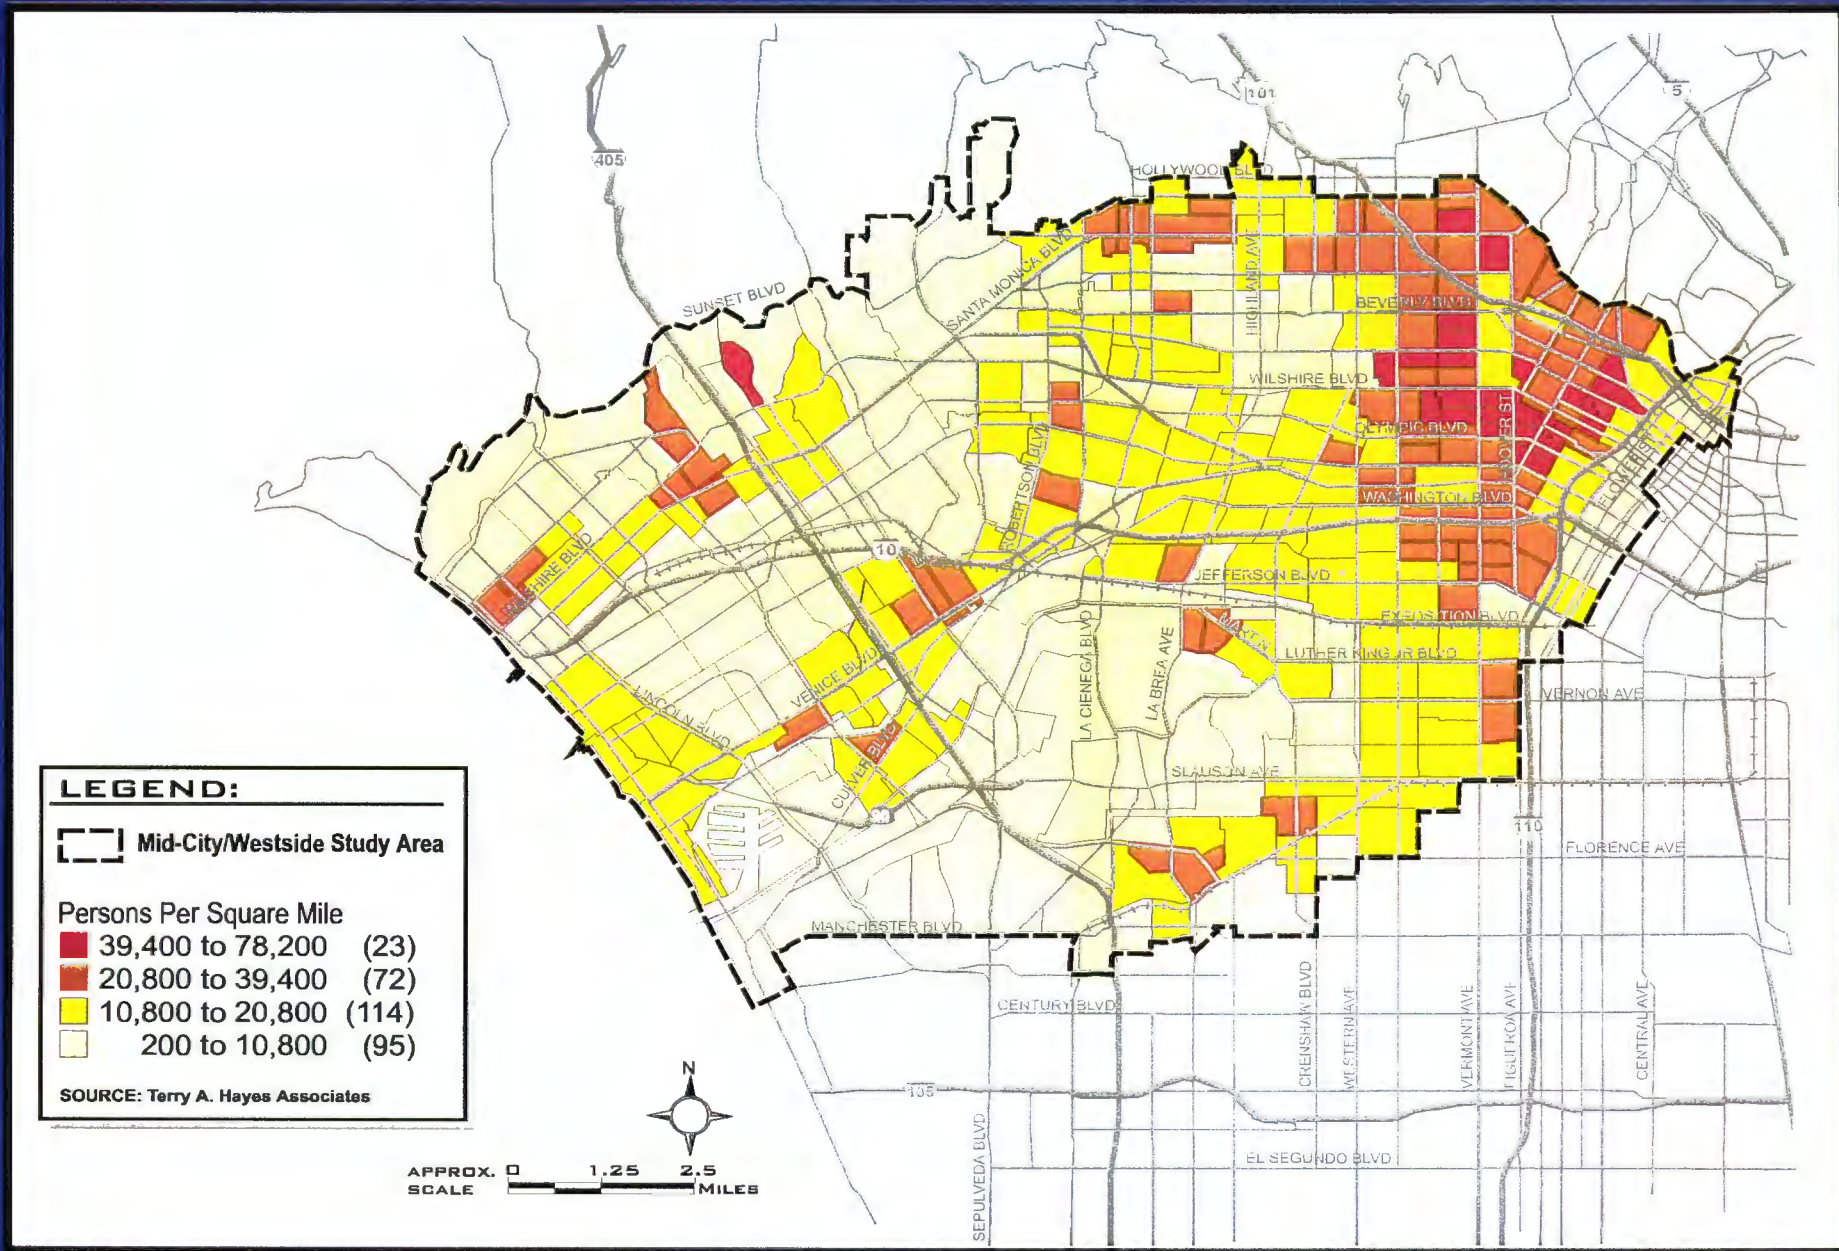 101
5
405
HOLLYWOOD BLVD
SANTA MONICA BLVD
HIGHLAND AVE
SUNSET BLVD
BEVERLY BLVD
WILSHIRE BLVD
OLYMPIC BLVD
HOOVER ST
FLOWER ST
ROBERTSON BLVD
WASHINGTON BLVD
WILSHIRE BLVD
10
JEFFERSON BLVD
EXPOSITION BLVD
MARTIN
LUTHER KING JR BLVD
LA CIENEGA BLVD
LA BREA AVE
VENICE BLVD
LINCOLN BLVD
VERNON AVE
CULVER BLVD
SLAUSON AVE
110
FLORENCE AVE
MANCHESTER BLVD
CENTURY BLVD
CRENSHAW BLVD
WESTERN AVE
VERMONT AVE
FIGUEROA AVE
CENTRAL AVE
105
SEPULVEDA BLVD
EL SEGUNDO BLVD
LEGEND:
Mid-City/Westside Study Area
Persons Per Square Mile
39,400 to 78,200 (23)
20,800 to 39,400 (72)
10,800 to 20,800 (114)
200 to 10,800 (95)
SOURCE: Terry A. Hayes Associates
N
APPROX. 0 1.25 2.5
SCALE MILES